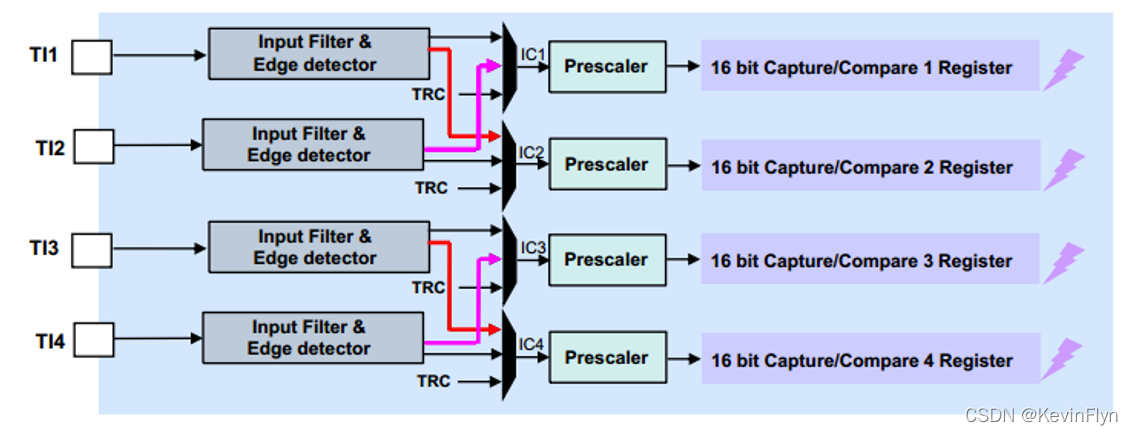 TI1
Input Filter &
Edge detector
TRC
IC1
Prescaler
16 bit Capture/Compare 1 Register
TI2
Input Filter &
Edge detector
TRC
IC2
Prescaler
16 bit Capture/Compare 2 Register
TI3
Input Filter &
Edge detector
TRC
IC3
Prescaler
16 bit Capture/Compare 3 Register
TI4
Input Filter &
Edge detector
TRC
IC4
Prescaler
16 bit Capture/Compare 4 Register
CSDN @KevinFlyn